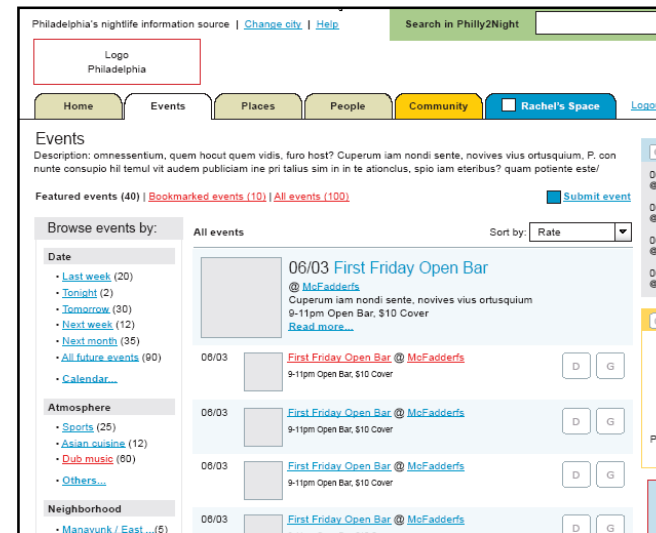 Philadelphia's nightlife information source | Change city | Help
Search in Philly2Night
Logo
Philadelphia
Home
Events
Places
People
Community
Rachel's Space
Events
Description: omnessentium, quem hocut quem vidis, furo host? Cuperum iam nondi sente, novives vius ortusquium, P. con
nunte consupio hil temul vit audem publiciam ine pri talius sim in in te ationclus, spio iam eteribus? quam potiente este/
Featured events (40) | Bookmarked events (10) | All events (100)
Submit event
Browse events by:
Date
• Last week (20)
• Tonight (2)
• Tomorrow (30)
• Next week (12)
• Next month (35)
• All future events (90)
• Calendar...
Atmosphere
• Sports (25)
• Asian cuisine (12)
• Dub music (60)
• Others...
Neighborhood
• Manayunk / East ...(5)
All events
Sort by: Rate
06/03 First Friday Open Bar
@ McFadderfs
Cuperum iam nondi sente, novives vius ortusquium
9-11pm Open Bar, $10 Cover
Read more...
06/03 First Friday Open Bar @ McFadderfs D G
9-11pm Open Bar, $10 Cover
06/03 First Friday Open Bar @ McFadderfs D G
9-11pm Open Bar, $10 Cover
06/03 First Friday Open Bar @ McFadderfs D G
9-11pm Open Bar, $10 Cover
06/03 First Friday Open Bar @ McFadderfs D G